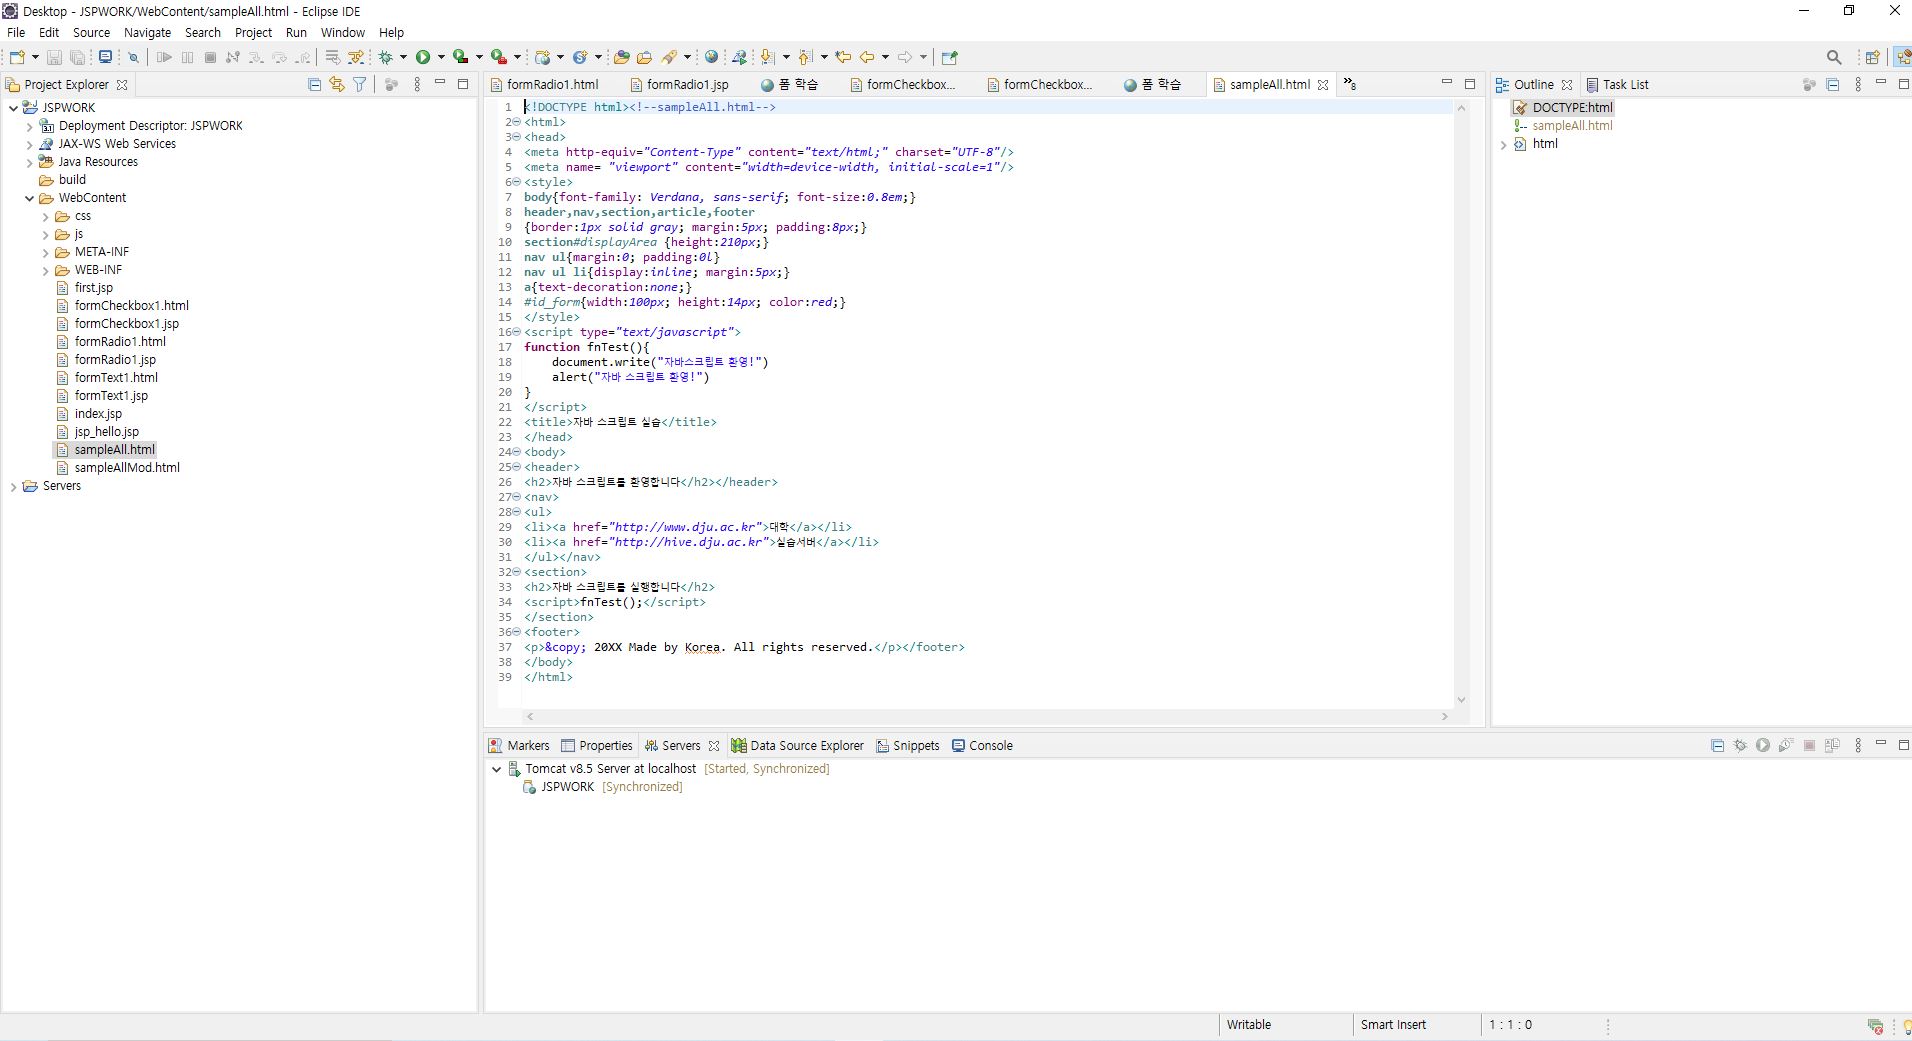 Desktop - JSPWORK/WebContent/sampleAll.html - Eclipse IDE
File Edit Source Navigate Search Project Run Window Help
Project Explorer
JSPWORK
Deployment Descriptor: JSPWORK
JAX-WS Web Services
Java Resources
build
WebContent
css
js
META-INF
WEB-INF
first.jsp
formCheckbox1.html
formCheckbox1.jsp
formRadio1.html
formRadio1.jsp
formText1.html
formText1.jsp
index.jsp
jsp_hello.jsp
sampleAll.html
sampleAllMod.html
Servers
formRadio1.html formRadio1.jsp 폼 학습 formCheckbox... formCheckbox... 폼 학습 sampleAll.html »8
1 <!DOCTYPE html><!--sampleAll.html-->
2 <html>
3 <head>
4 <meta http-equiv="Content-Type" content="text/html;" charset="UTF-8"/>
5 <meta name= "viewport" content="width=device-width, initial-scale=1"/>
6 <style>
7 body{font-family: Verdana, sans-serif; font-size:0.8em;}
8 header,nav,section,article,footer
9 {border:1px solid gray; margin:5px; padding:8px;}
10 section#displayArea {height:210px;}
11 nav ul{margin:0; padding:0l}
12 nav ul li{display:inline; margin:5px;}
13 a{text-decoration:none;}
14 #id_form{width:100px; height:14px; color:red;}
15 </style>
16 <script type="text/javascript">
17 function fnTest(){
18 document.write("자바스크립트 환영!")
19 alert("자바 스크립트 환영!")
20 }
21 </script>
22 <title>자바 스크립트 실습</title>
23 </head>
24 <body>
25 <header>
26 <h2>자바 스크립트를 환영합니다</h2></header>
27 <nav>
28 <ul>
29 <li><a href="http://www.dju.ac.kr">대학</a></li>
30 <li><a href="http://hive.dju.ac.kr">실습서버</a></li>
31 </ul></nav>
32 <section>
33 <h2>자바 스크립트를 실행합니다</h2>
34 <script>fnTest();</script>
35 </section>
36 <footer>
37 <p>&copy; 20XX Made by Korea. All rights reserved.</p></footer>
38 </body>
39 </html>
Outline Task List
DOCTYPE:html
sampleAll.html
html
Markers Properties Servers Data Source Explorer Snippets Console
Tomcat v8.5 Server at localhost [Started, Synchronized]
JSPWORK [Synchronized]
Writable Smart Insert 1 : 1 : 0